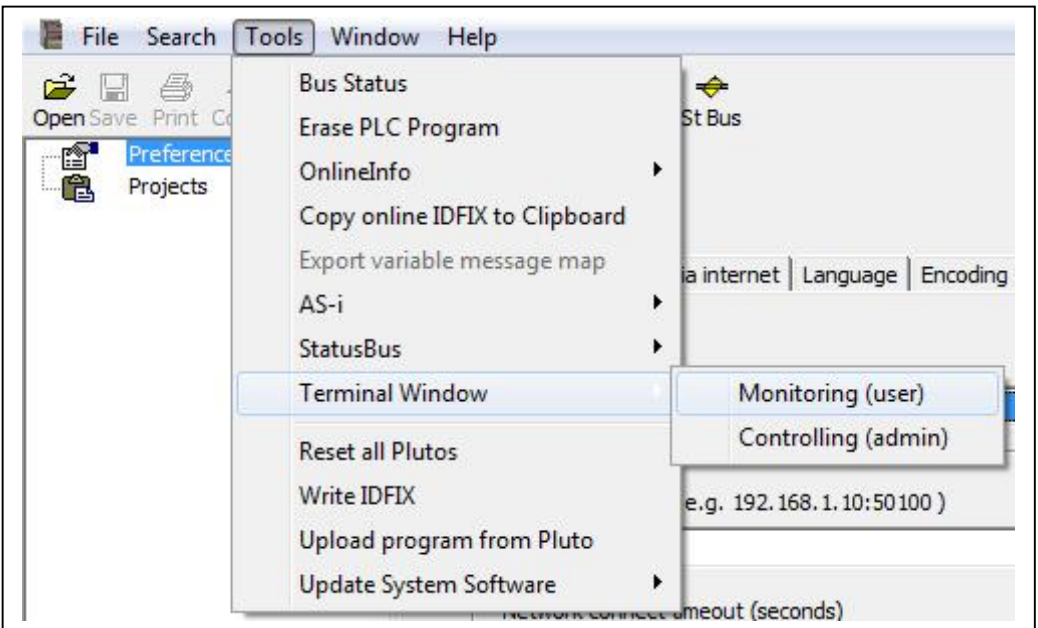 File Search Tools Window Help
Open Save Print
St Bus
Preference
Projects
Bus Status
Erase PLC Program
OnlineInfo
Copy online IDFIX to Clipboard
Export variable message map
AS-i
StatusBus
Terminal Window
Reset all Plutos
Write IDFIX
Upload program from Pluto
Update System Software
Monitoring (user)
Controlling (admin)
ia internet Language Encoding
e.g. 192.168.1.10:50100 )
timeout (seconds)